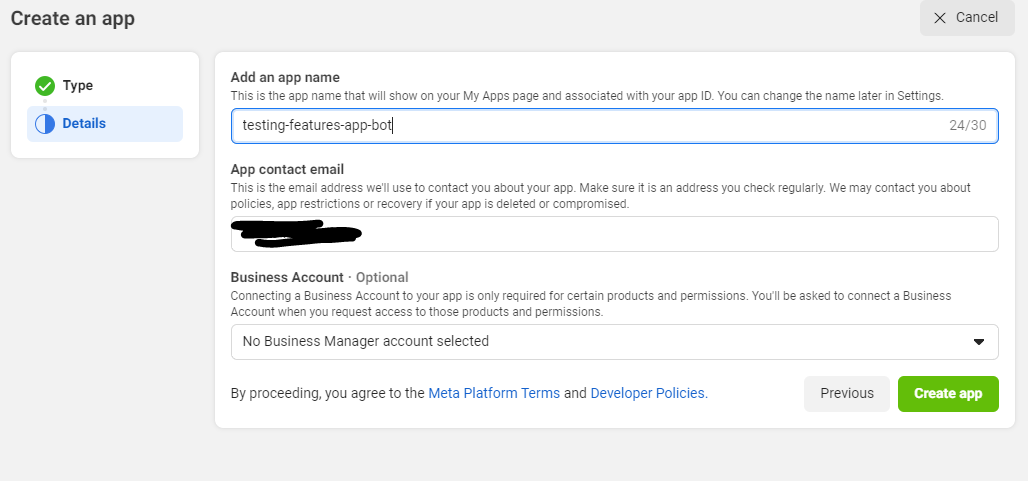 Create an app
Cancel
Type
Details
Add an app name
This is the app name that will show on your My Apps page and associated with your app ID. You can change the name later in Settings.
testing-features-app-bot
24/30
App contact email
This is the email address we'll use to contact you about your app. Make sure it is an address you check regularly. We may contact you about
policies, app restrictions or recovery if your app is deleted or compromised.
Business Account · Optional
Connecting a Business Account to your app is only required for certain products and permissions. You'll be asked to connect a Business
Account when you request access to those products and permissions.
No Business Manager account selected
By proceeding, you agree to the Meta Platform Terms and Developer Policies.
Previous
Create app